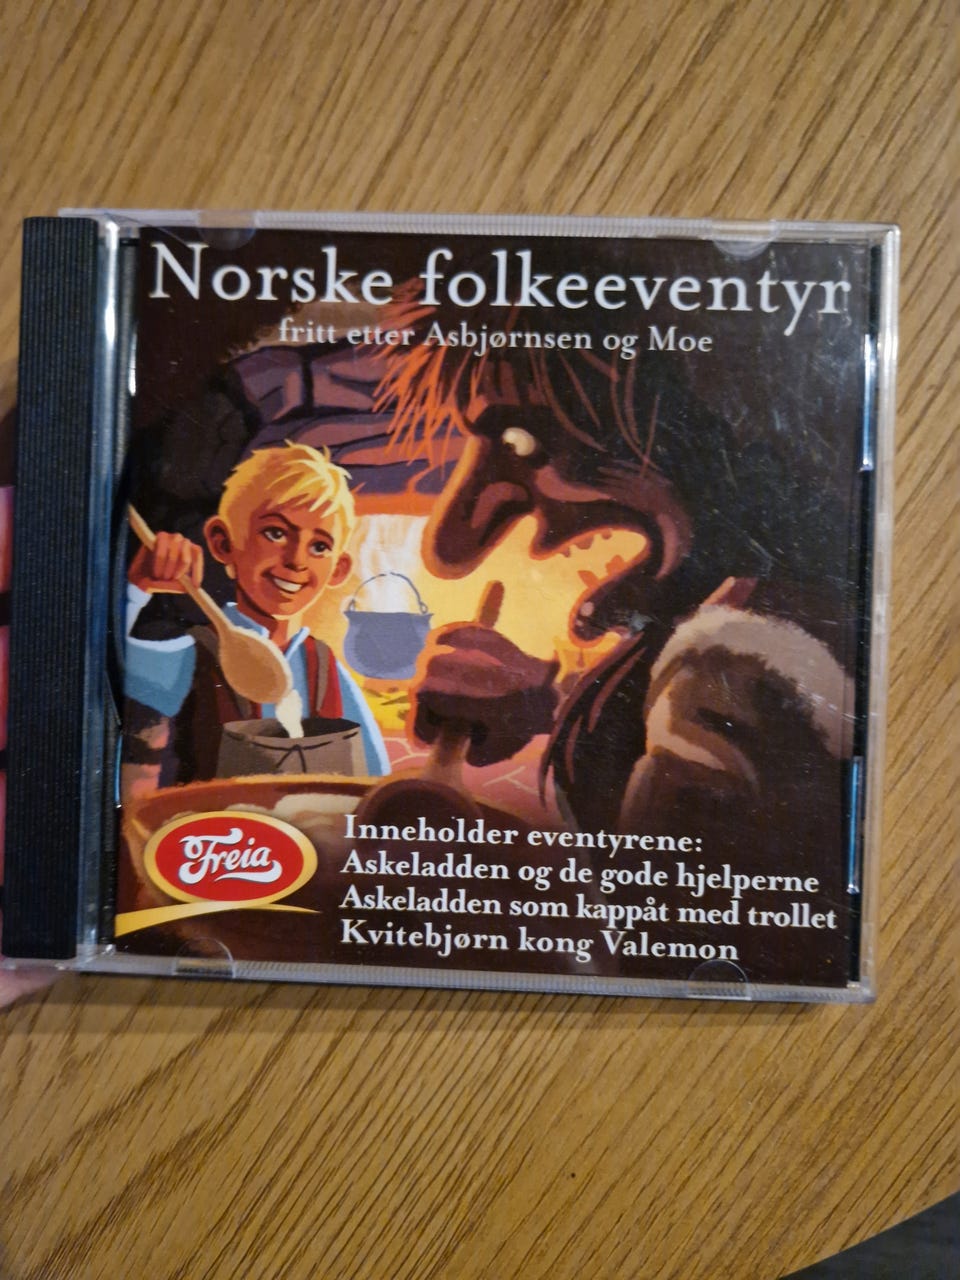 Norske folkeeventyr
fritt etter Asbjørnsen og Moe
Freia
Inneholder eventyrene:
Askeladden og de gode hjelperne
Askeladden som kappåt med trollet
Kvitebjørn kong Valemon